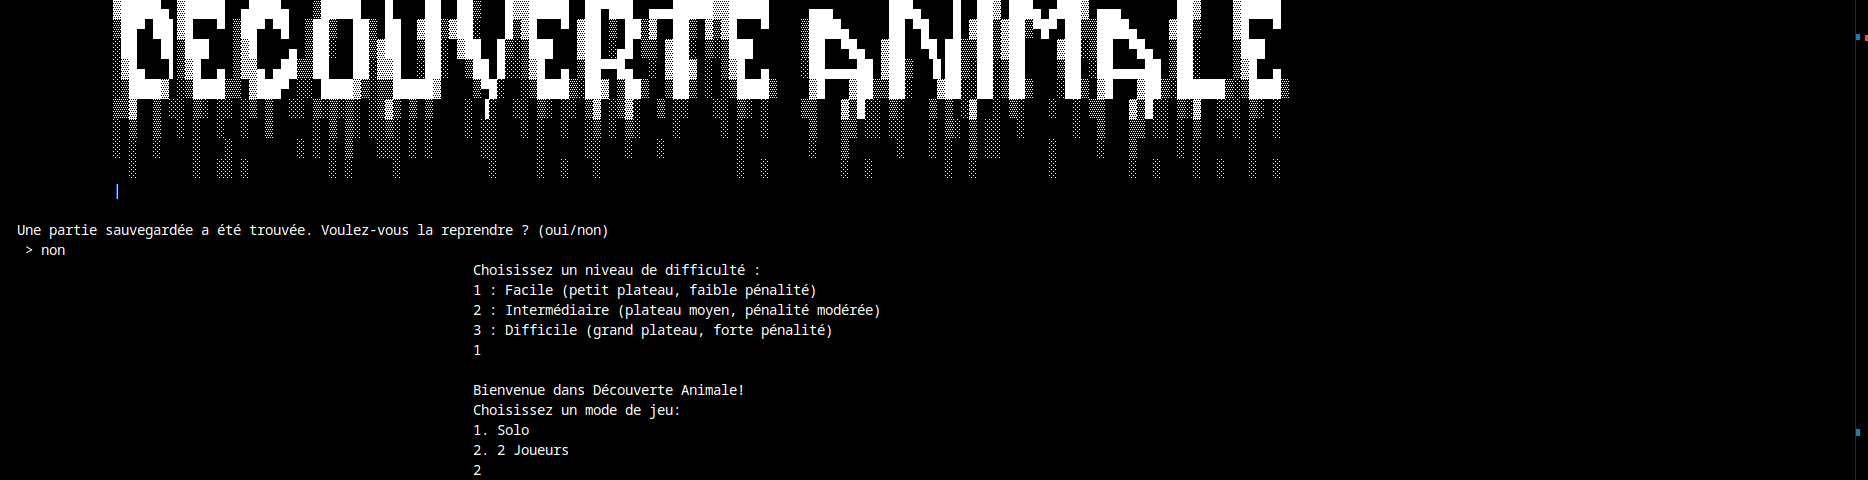 DECOUVERTE ANIMALE
Une partie sauvegardée a été trouvée. Voulez-vous la reprendre ? (oui/non)
> non
Choisissez un niveau de difficulté :
1 : Facile (petit plateau, faible pénalité)
2 : Intermédiaire (plateau moyen, pénalité modérée)
3 : Difficile (grand plateau, forte pénalité)
1
Bienvenue dans Découverte Animale!
Choisissez un mode de jeu:
1. Solo
2. 2 Joueurs
2